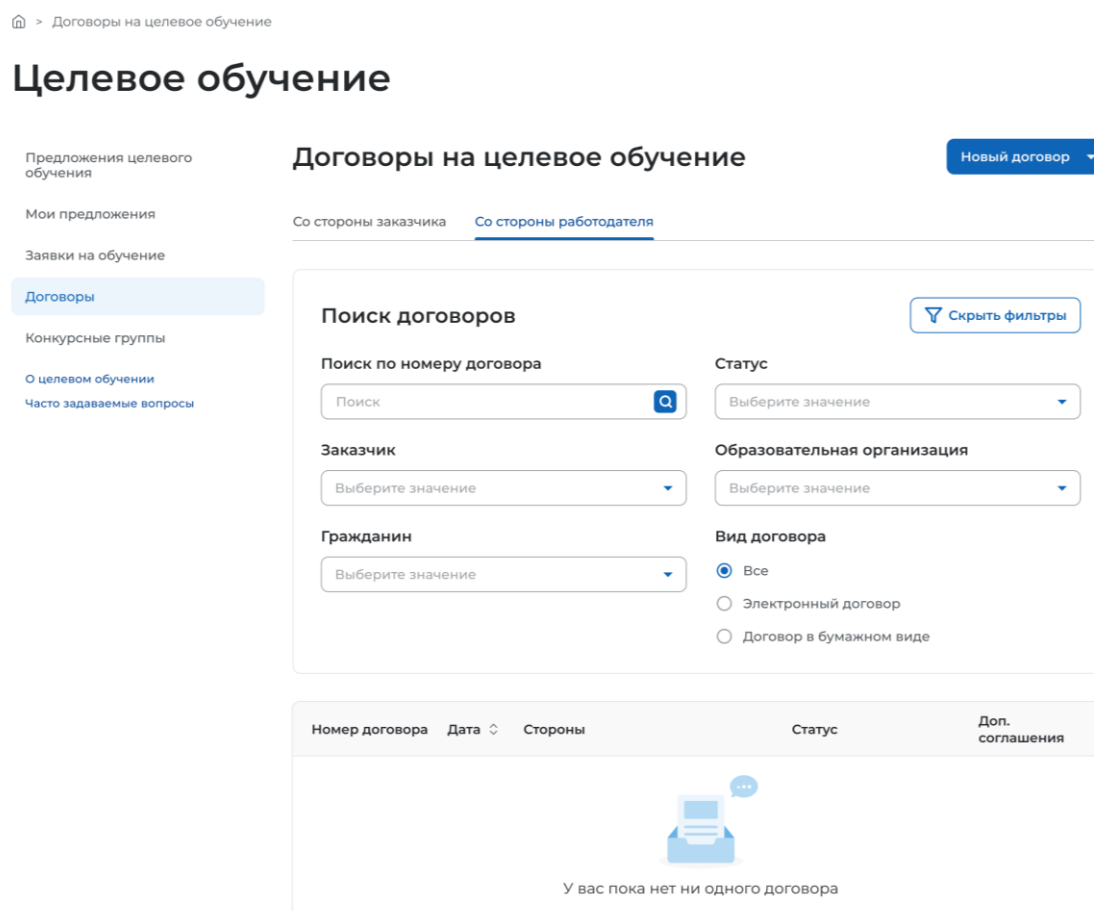 > Договоры на целевое обучение
Целевое обучение
Предложения целевого
обучения
Мои предложения
Заявки на обучение
Договоры
Конкурсные группы
О целевом обучении
Часто задаваемые вопросы
Договоры на целевое обучение
Новый договор
Со стороны заказчика
Со стороны работодателя
Поиск договоров
Скрыть фильтры
Поиск по номеру договора
Поиск
Статус
Выберите значение
Заказчик
Выберите значение
Образовательная организация
Выберите значение
Гражданин
Выберите значение
Вид договора
Все
Электронный договор
Договор в бумажном виде
Номер договора
Дата
Стороны
Статус
Доп.
соглашения
У вас пока нет ни одного договора